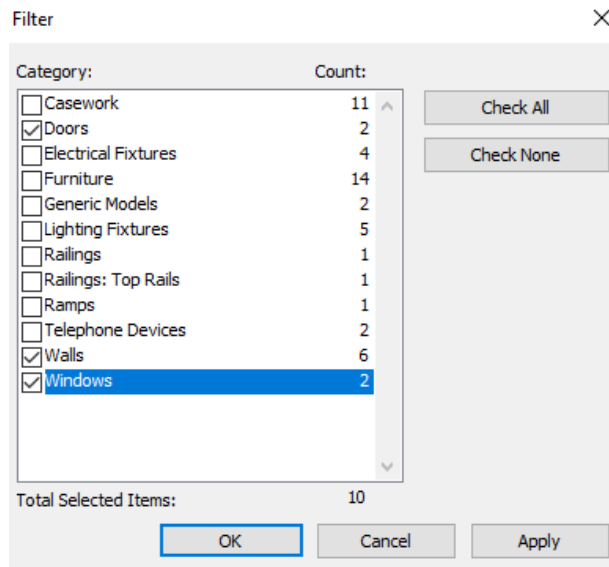 Filter
Category: Count:
Casework 11
Doors 2
Electrical Fixtures 4
Furniture 14
Generic Models 2
Lighting Fixtures 5
Railings 1
Railings: Top Rails 1
Ramps 1
Telephone Devices 2
Walls 6
Windows 2
Total Selected Items: 10
Check All
Check None
OK Cancel Apply